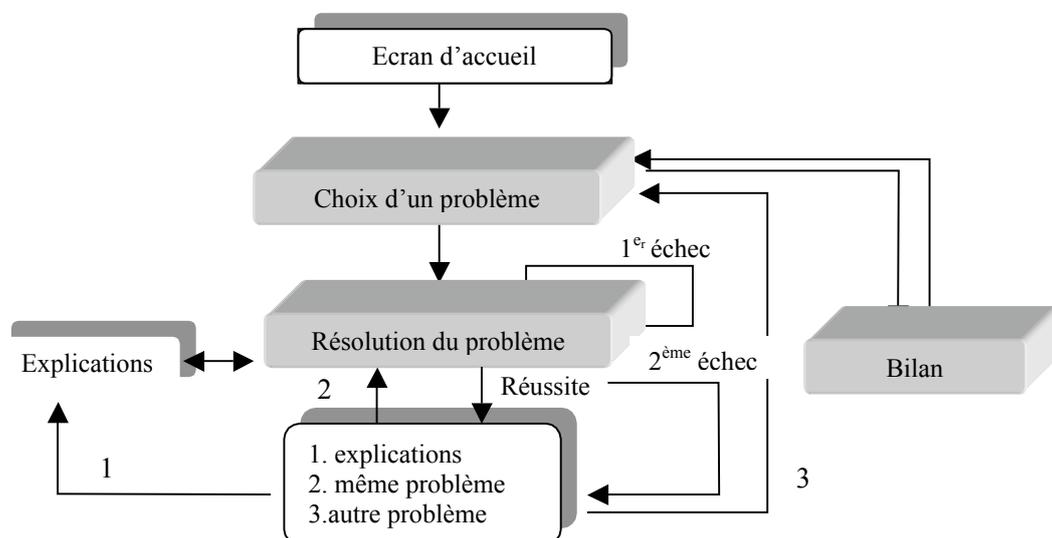 Ecran d’accueil
Choix d’un problème
1er échec
Résolution du problème
Explications
2ème échec
Bilan
2
Réussite
1. explications
1
2. même problème
3
3.autre problème